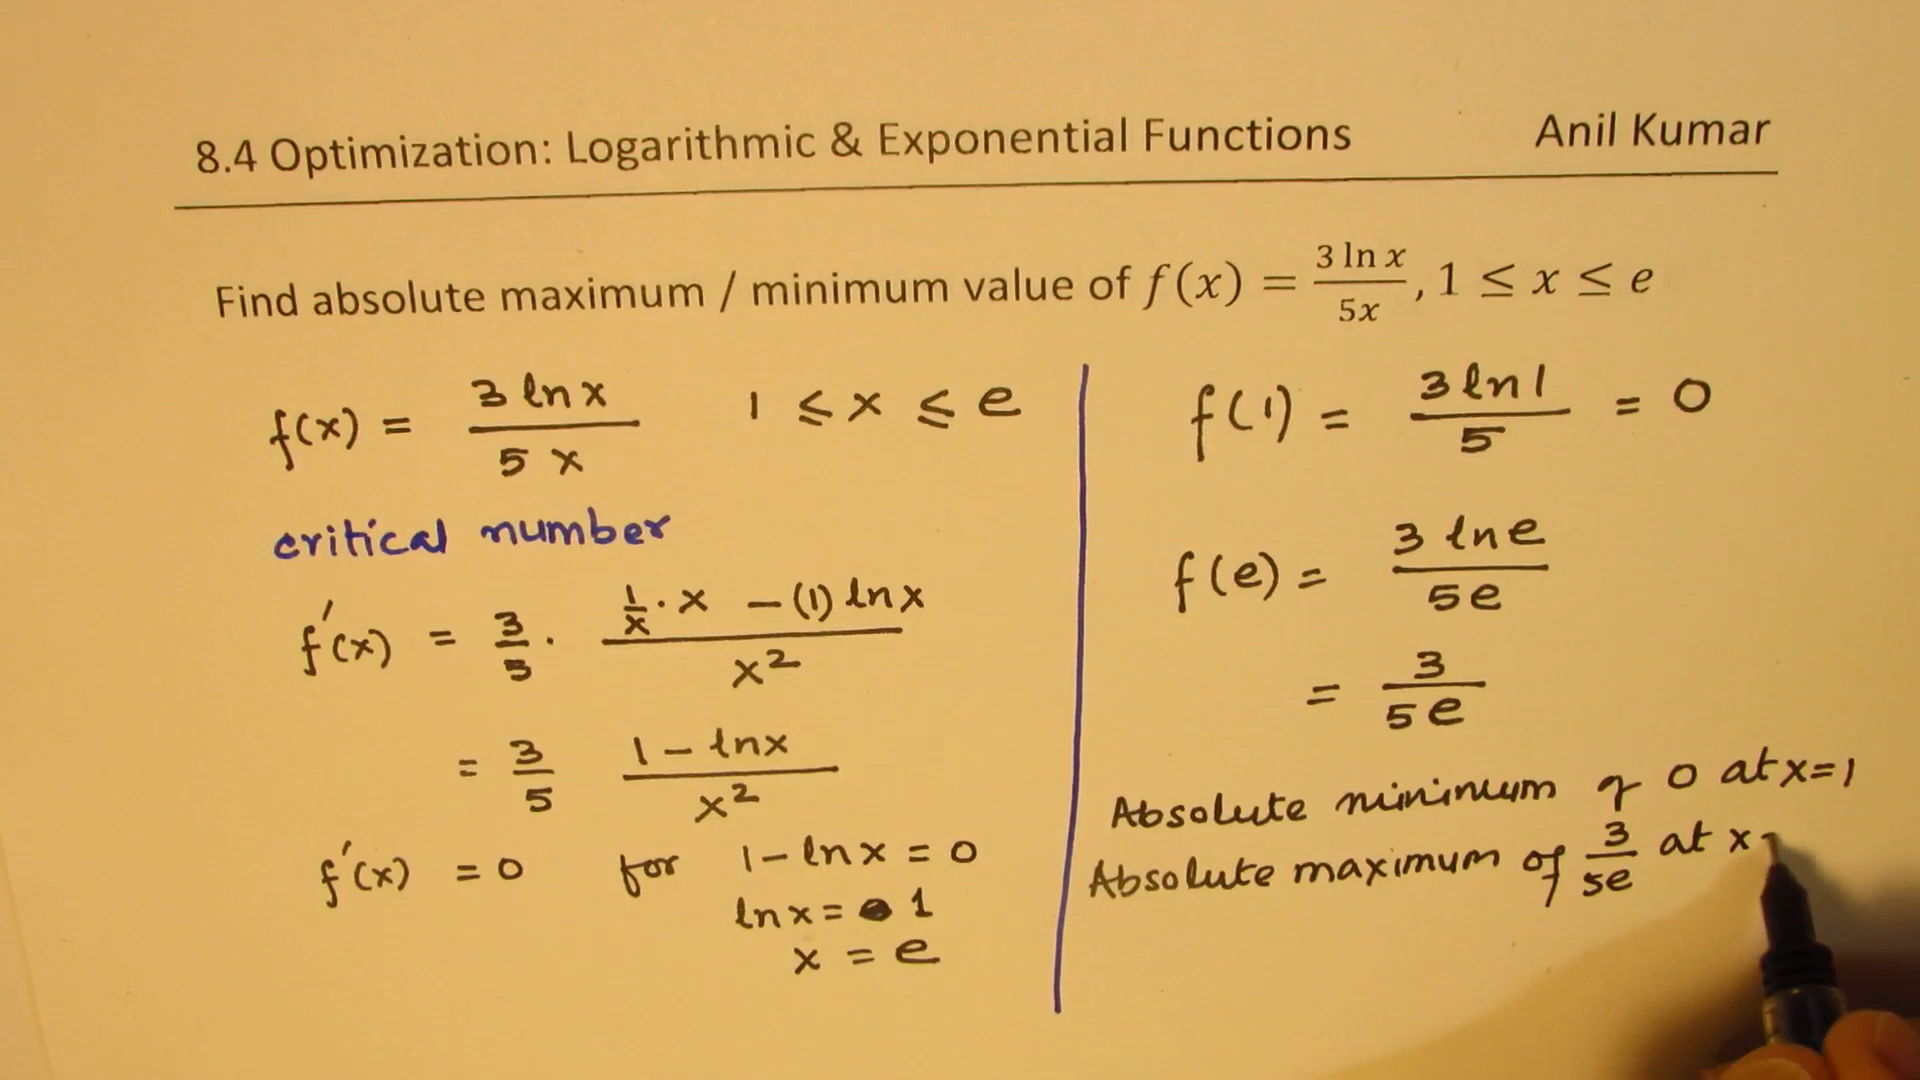 8.4 Optimization: Logarithmic & Exponential Functions Anil Kumar
Find absolute maximum / minimum value of f(x) = 3 ln x / 5x, 1 ≤ x ≤ e
f(x) = 3 ln x / 5 x 1 ≤ x ≤ e
critical number
f'(x) = 3/5 · (1/x · x - (1) ln x) / x²
= 3/5 (1 - ln x) / x²
f'(x) = 0 for 1 - ln x = 0
ln x = 1
x = e
f(1) = 3 ln 1 / 5 = 0
f(e) = 3 ln e / 5e
= 3 / 5e
Absolute minimum of 0 at x = 1
Absolute maximum of 3/5e at x =